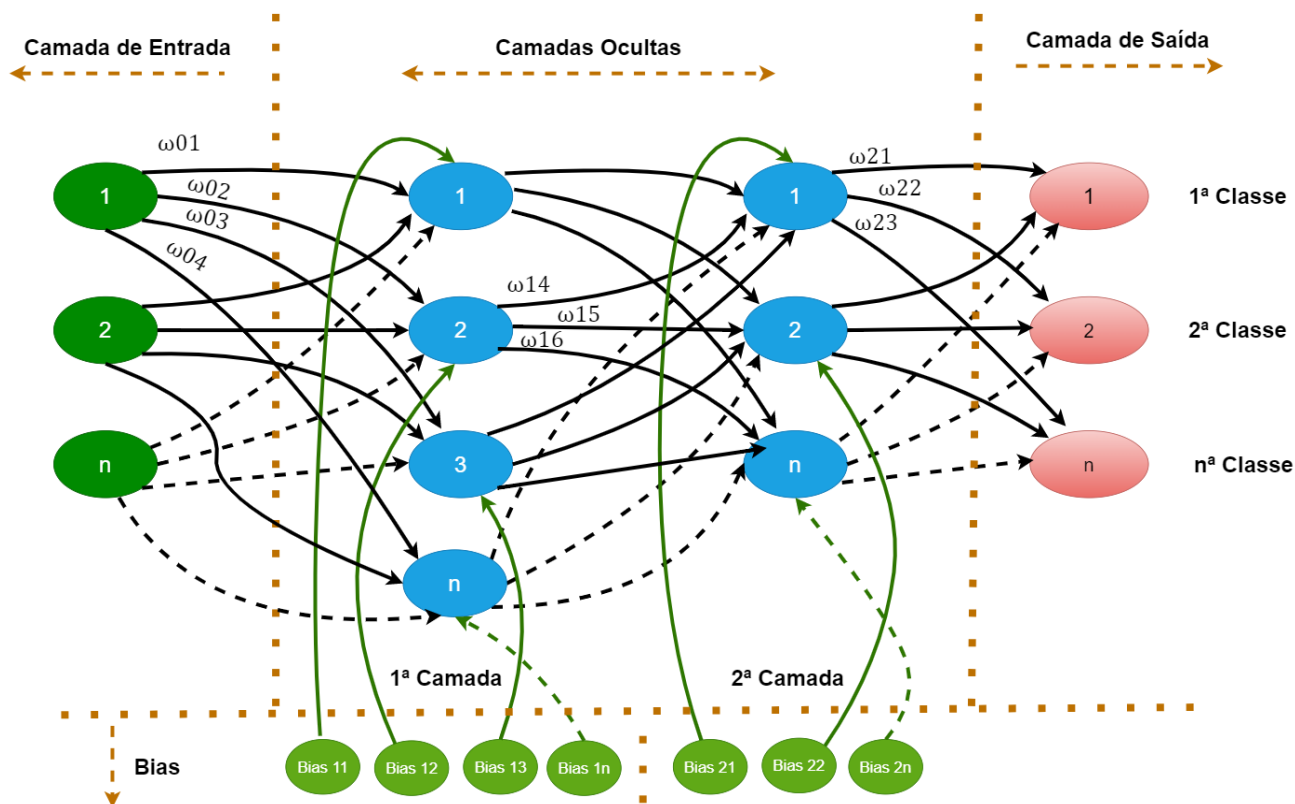 Camada de Entrada
Camadas Ocultas
Camada de Saída
ω01
ω02
ω03
ω04
1
2
n
1
2
3
n
ω14
ω15
ω16
1
2
n
ω21
ω22
ω23
1
2
n
1ª Classe
2ª Classe
nª Classe
1ª Camada
2ª Camada
Bias
Bias 11
Bias 12
Bias 13
Bias 1n
Bias 21
Bias 22
Bias 2n